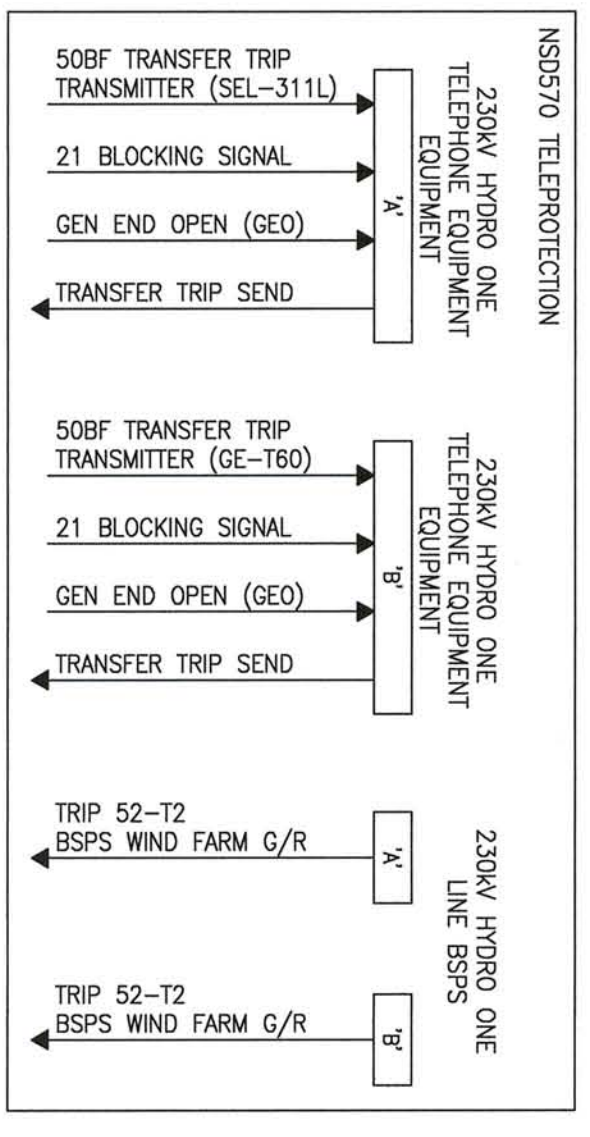 NSD570 TELEPROTECTION
230kV HYDRO ONE
TELEPHONE EQUIPMENT
EQUIPMENT
50BF TRANSFER TRIP
TRANSMITTER (SEL-311L)
21 BLOCKING SIGNAL
GEN END OPEN (GEO)
TRANSFER TRIP SEND
'A'
230kV HYDRO ONE
TELEPHONE EQUIPMENT
EQUIPMENT
50BF TRANSFER TRIP
TRANSMITTER (GE-T60)
21 BLOCKING SIGNAL
GEN END OPEN (GEO)
TRANSFER TRIP SEND
'B'
230kV HYDRO ONE
LINE BSPS
TRIP 52-T2
BSPS WIND FARM G/R
'A'
TRIP 52-T2
BSPS WIND FARM G/R
'B'